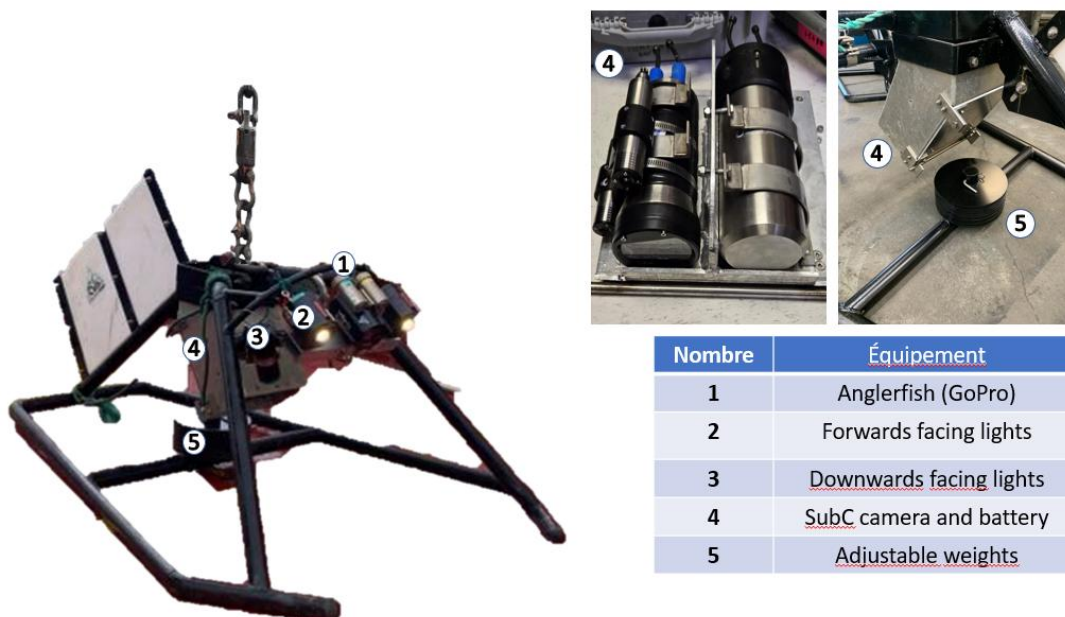 4
4
5
1
2
3
4
5
Nombre Équipement
1 Anglerfish (GoPro)
2 Forwards facing lights
3 Downwards facing lights
4 SubC camera and battery
5 Adjustable weights